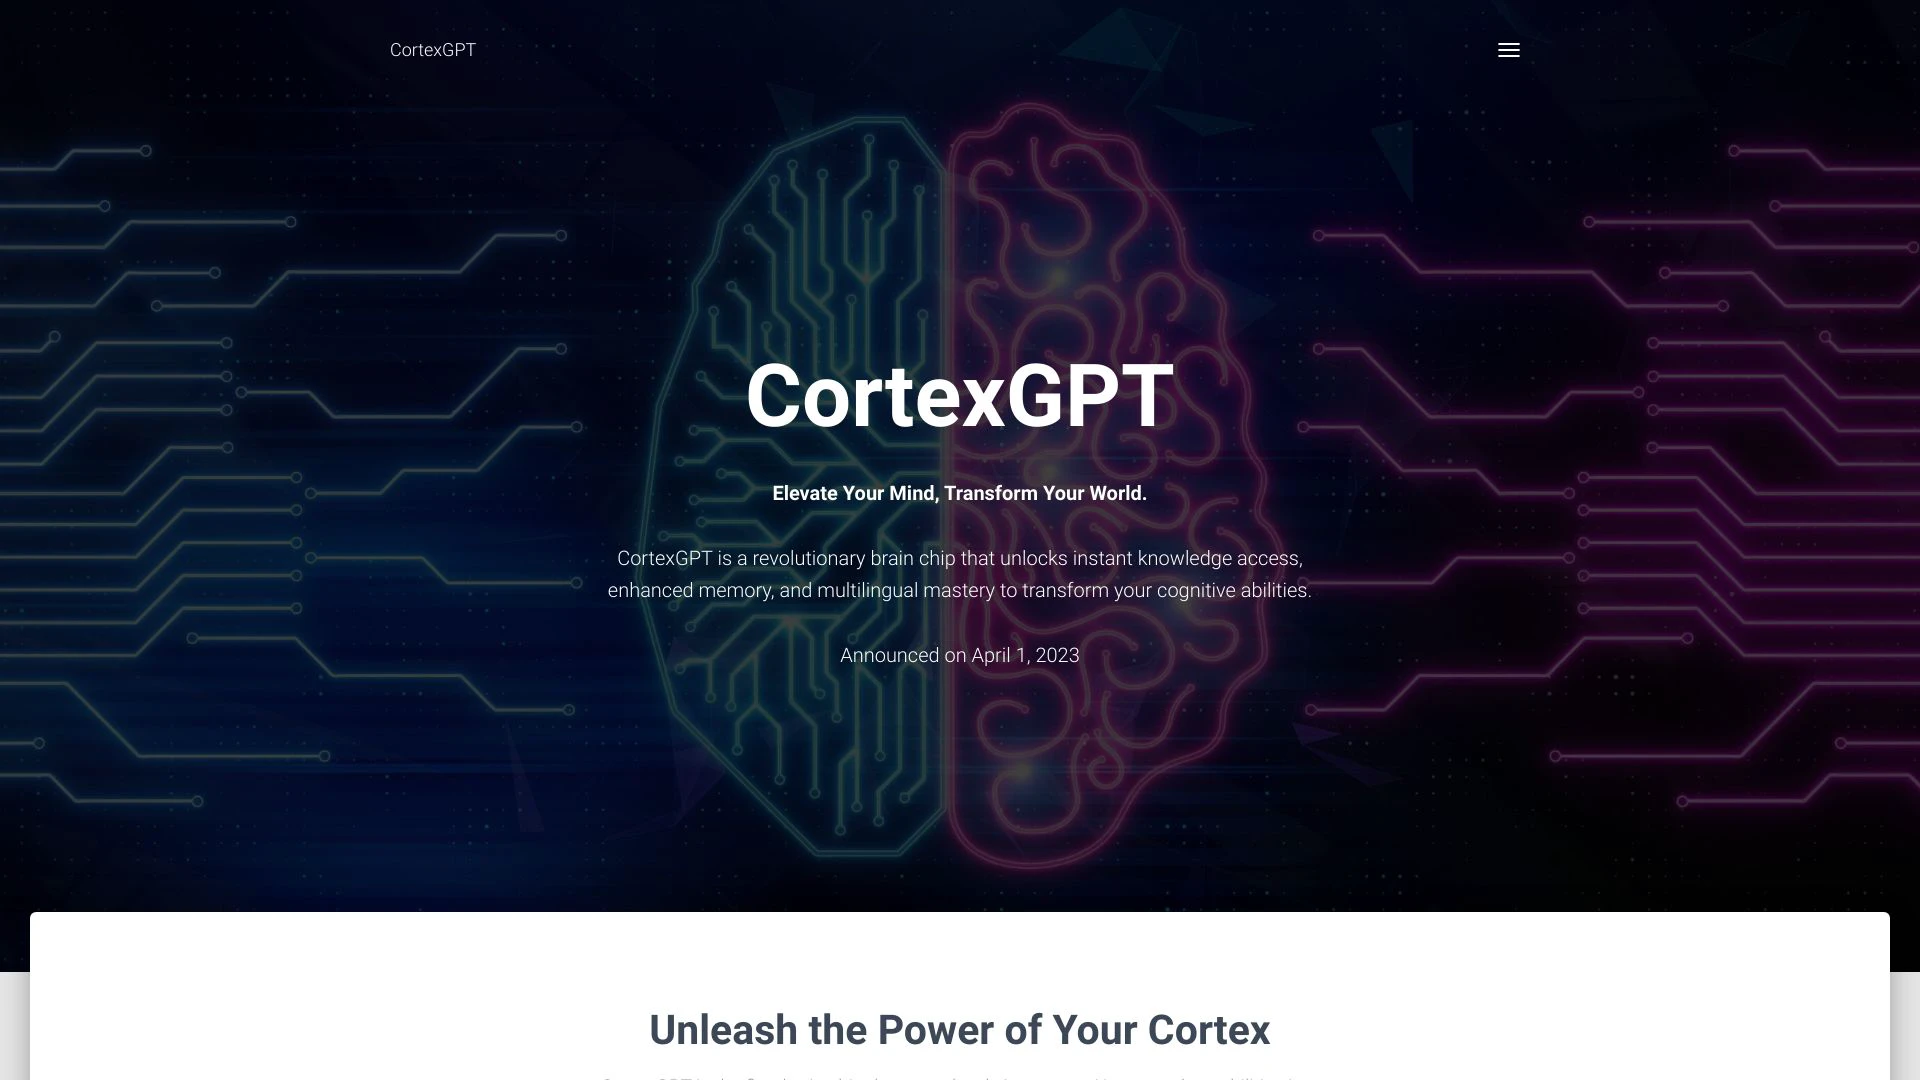 CortexGPT
CortexGPT
Elevate Your Mind, Transform Your World.
CortexGPT is a revolutionary brain chip that unlocks instant knowledge access,
enhanced memory, and multilingual mastery to transform your cognitive abilities.
Announced on April 1, 2023
Unleash the Power of Your Cortex